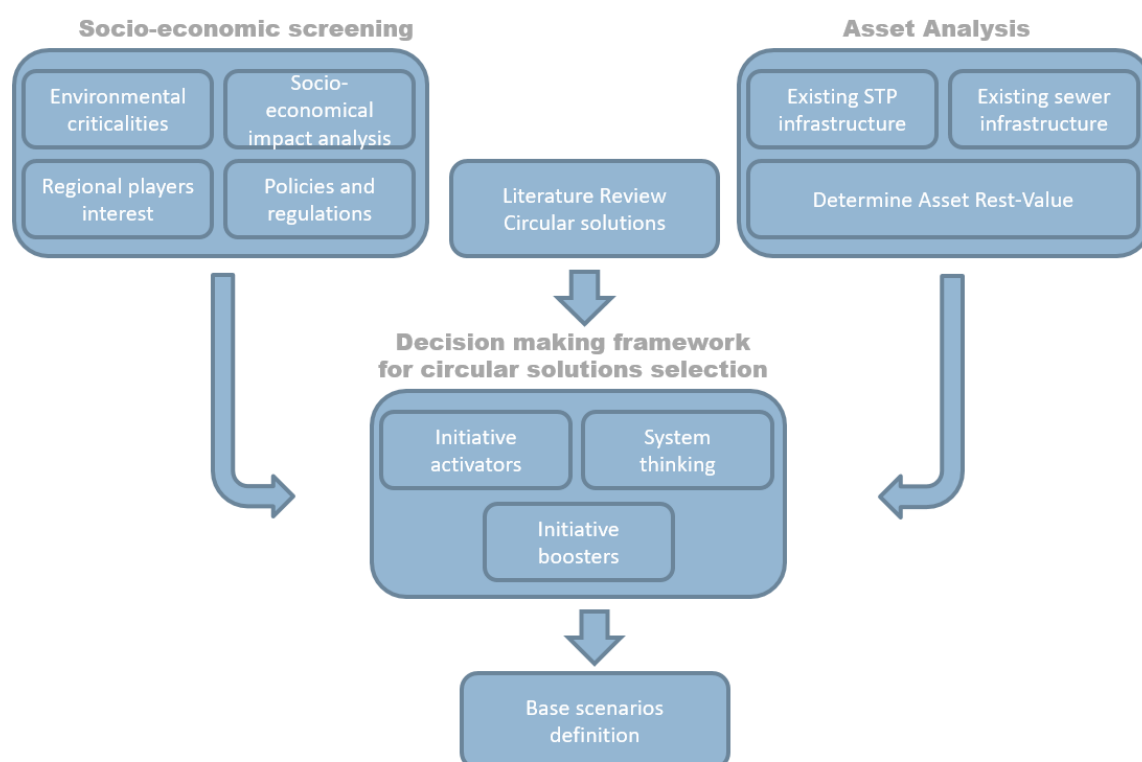 Socio-economic screening
Environmental
criticalities
Socio-
economical
impact analysis
Regional players
interest
Policies and
regulations
Literature Review
Circular solutions
Asset Analysis
Existing STP
infrastructure
Existing sewer
infrastructure
Determine Asset Rest-Value
Decision making framework
for circular solutions selection
Initiative
activators
System
thinking
Initiative
boosters
Base scenarios
definition